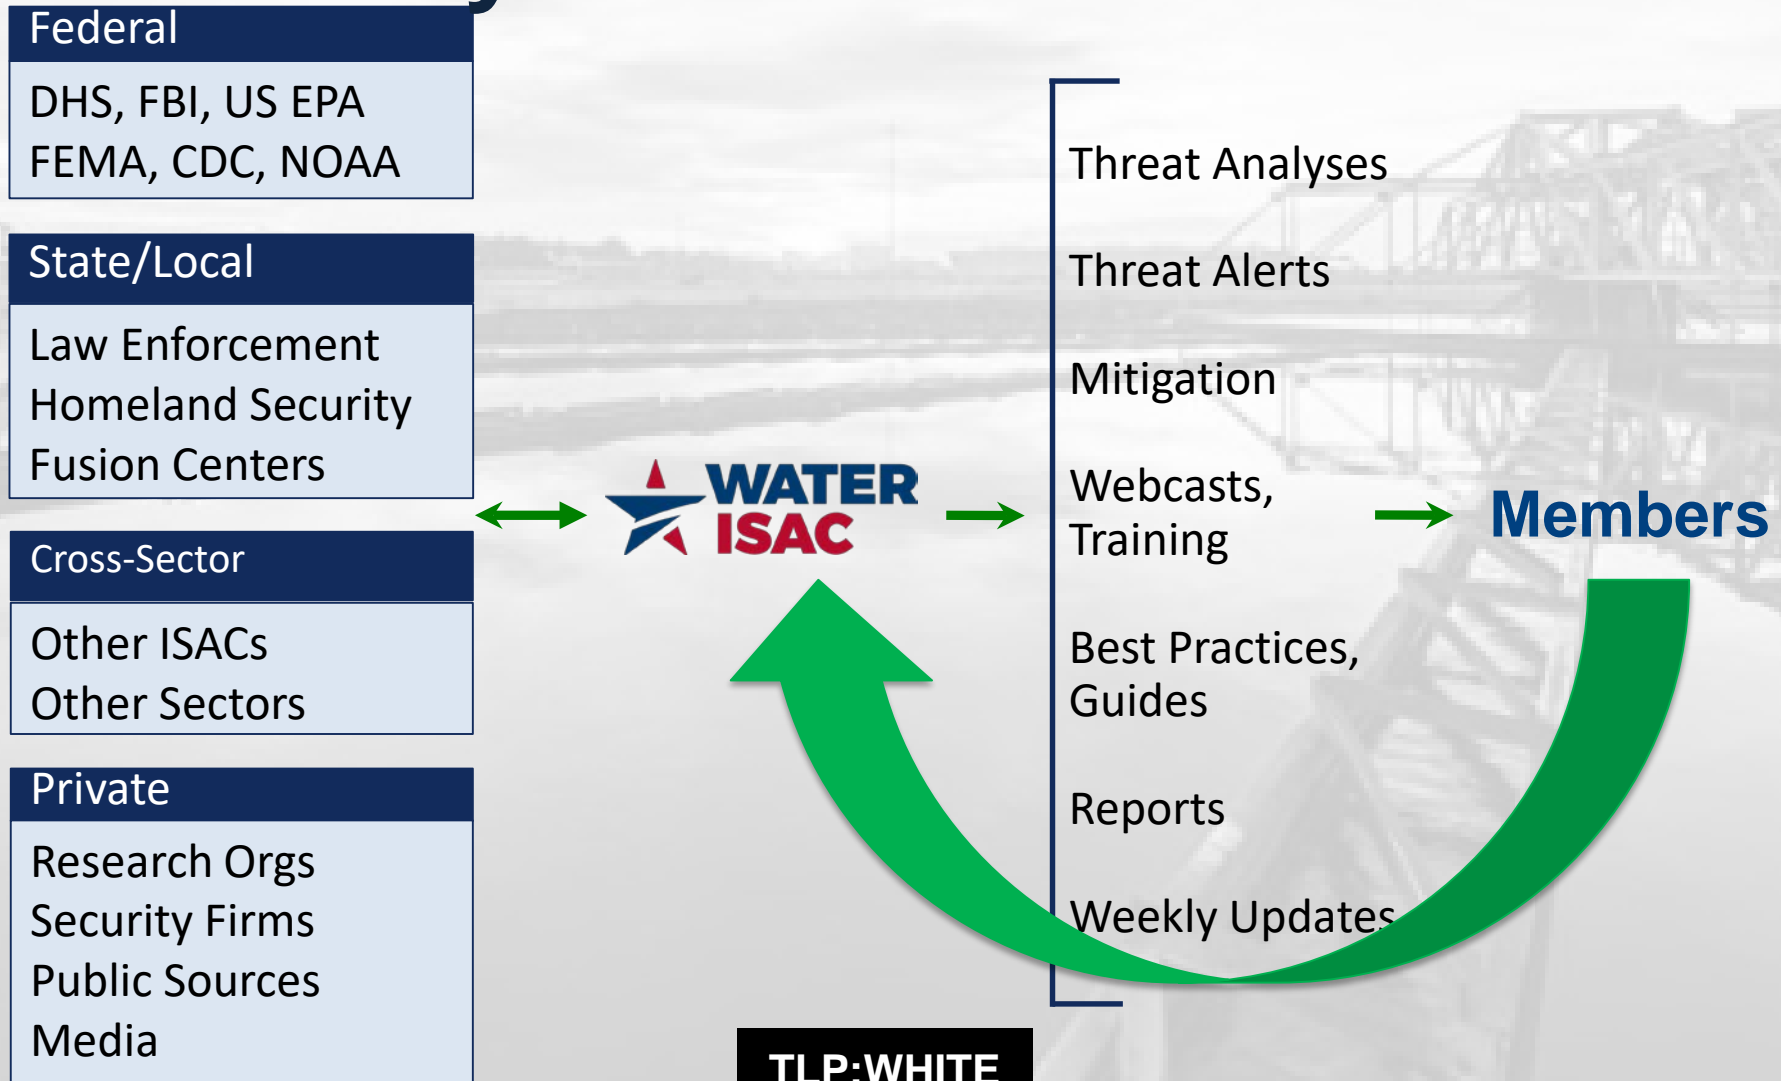 Federal
DHS, FBI, US EPA
FEMA, CDC, NOAA
State/Local
Law Enforcement
Homeland Security
Fusion Centers
Cross-Sector
Other ISACs
Other Sectors
Private
Research Orgs
Security Firms
Public Sources
Media
WATER
ISAC
Threat Analyses
Threat Alerts
Mitigation
Webcasts,
Training
Best Practices,
Guides
Reports
Weekly Updates
Members
TLP:WHITE